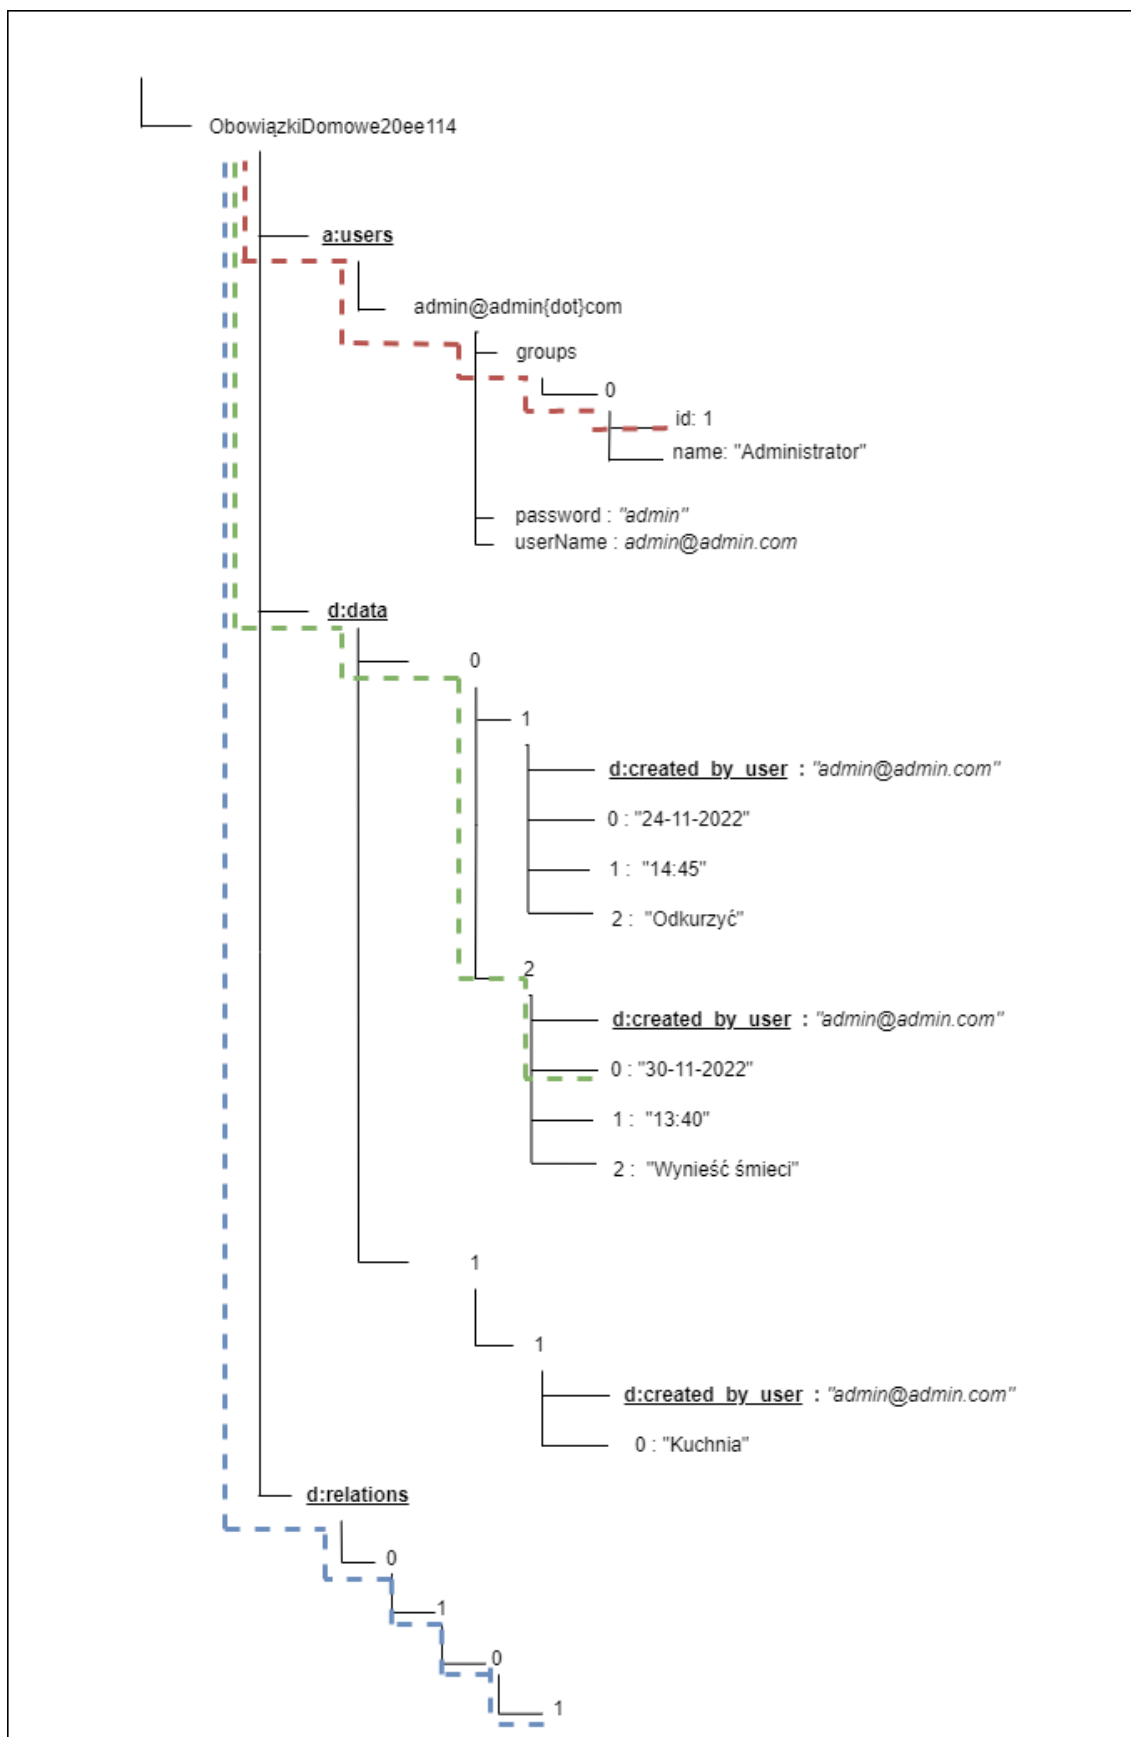 ObowiązkiDomowe20ee114
a:users
admin@admin{dot}com
groups
0
id: 1
name: "Administrator"
password : "admin"
userName : admin@admin.com
d:data
0
1
d:created_by_user : "admin@admin.com"
0 : "24-11-2022"
1 : "14:45"
2 : "Odkurzyć"
2
d:created_by_user : "admin@admin.com"
0 : "30-11-2022"
1 : "13:40"
2 : "Wynieść śmieci"
1
1
d:created_by_user : "admin@admin.com"
0 : "Kuchnia"
d:relations
0
1
0
1